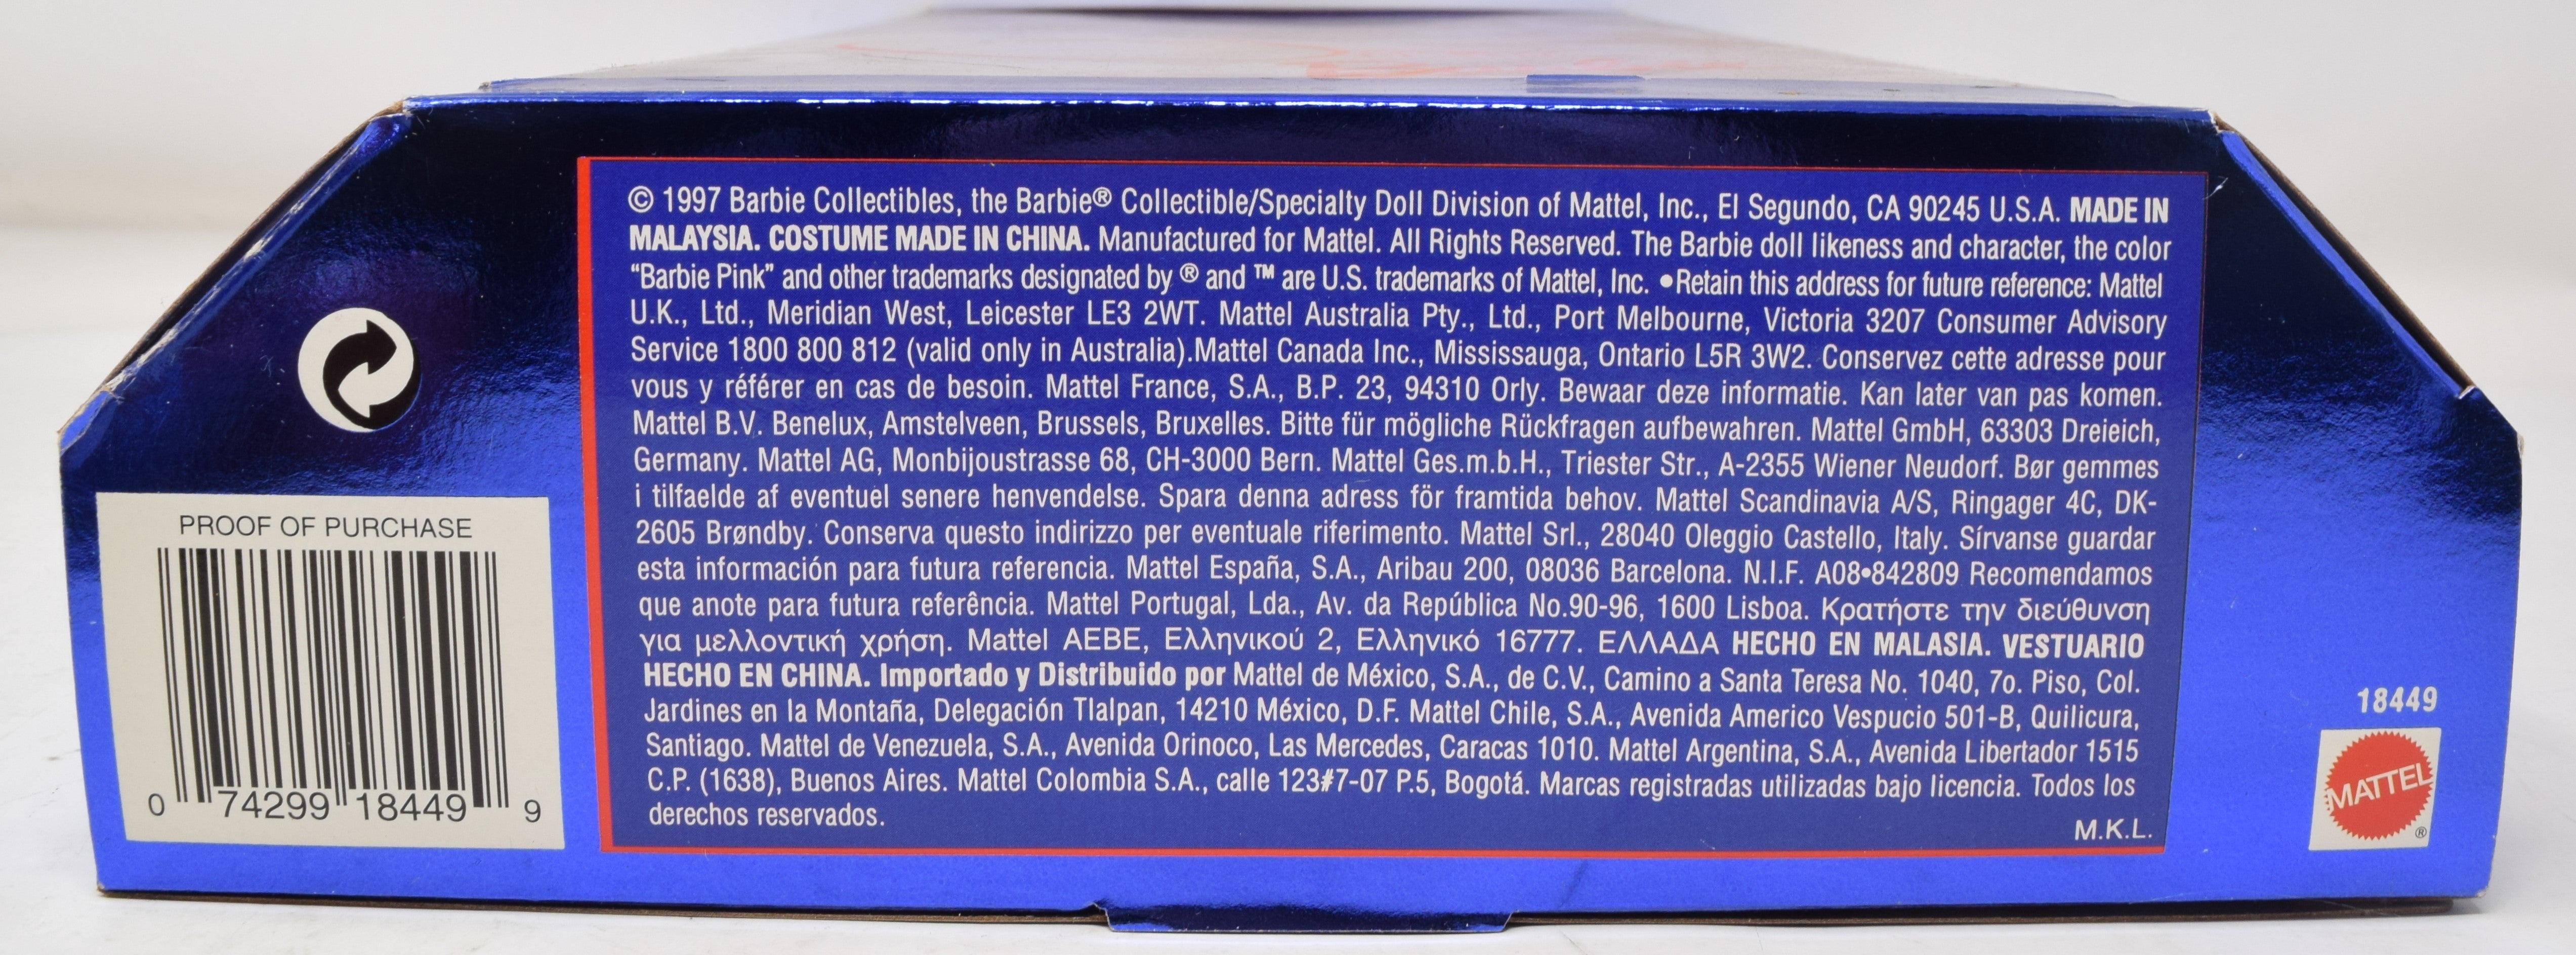 © 1997 Barbie Collectibles, the Barbie® Collectible/Specialty Doll Division of Mattel, Inc., El Segundo, CA 90245 U.S.A. MADE IN
MALAYSIA. COSTUME MADE IN CHINA. Manufactured for Mattel. All Rights Reserved. The Barbie doll likeness and character, the color
“Barbie Pink” and other trademarks designated by ® and ™ are U.S. trademarks of Mattel, Inc. •Retain this address for future reference: Mattel
U.K., Ltd., Meridian West, Leicester LE3 2WT. Mattel Australia Pty., Ltd., Port Melbourne, Victoria 3207 Consumer Advisory
Service 1800 800 812 (valid only in Australia).Mattel Canada Inc., Mississauga, Ontario L5R 3W2. Conservez cette adresse pour
vous y référer en cas de besoin. Mattel France, S.A., B.P. 23, 94310 Orly. Bewaar deze informatie. Kan later van pas komen.
Mattel B.V. Benelux, Amstelveen, Brussels, Bruxelles. Bitte für mögliche Rückfragen aufbewahren. Mattel GmbH, 63303 Dreieich,
Germany. Mattel AG, Monbijoustrasse 68, CH-3000 Bern. Mattel Ges.m.b.H., Triester Str., A-2355 Wiener Neudorf. Bør gemmes
i tilfaelde af eventuel senere henvendelse. Spara denna adress för framtida behov. Mattel Scandinavia A/S, Ringager 4C, DK-
2605 Brøndby. Conserva questo indirizzo per eventuale riferimento. Mattel Srl., 28040 Oleggio Castello, Italy. Sírvanse guardar
esta información para futura referencia. Mattel España, S.A., Aribau 200, 08036 Barcelona. N.I.F. A08•842809 Recomendamos
que anote para futura referência. Mattel Portugal, Lda., Av. da República No.90-96, 1600 Lisboa. Κρατήστε την διεύθυνση
για μελλοντική χρήση. Mattel AEBE, Ελληνικού 2, Ελληνικό 16777. ΕΛΛΑΔΑ HECHO EN MALASIA. VESTUARIO
HECHO EN CHINA. Importado y Distribuido por Mattel de México, S.A., de C.V., Camino a Santa Teresa No. 1040, 7o. Piso, Col.
Jardines en la Montaña, Delegación Tlalpan, 14210 México, D.F. Mattel Chile, S.A., Avenida Americo Vespucio 501-B, Quilicura,
Santiago. Mattel de Venezuela, S.A., Avenida Orinoco, Las Mercedes, Caracas 1010. Mattel Argentina, S.A., Avenida Libertador 1515
C.P. (1638), Buenos Aires. Mattel Colombia S.A., calle 123#7-07 P.5, Bogotá. Marcas registradas utilizadas bajo licencia. Todos los
derechos reservados.
M.K.L.
PROOF OF PURCHASE
0 74299 18449 9
18449
MATTEL
®